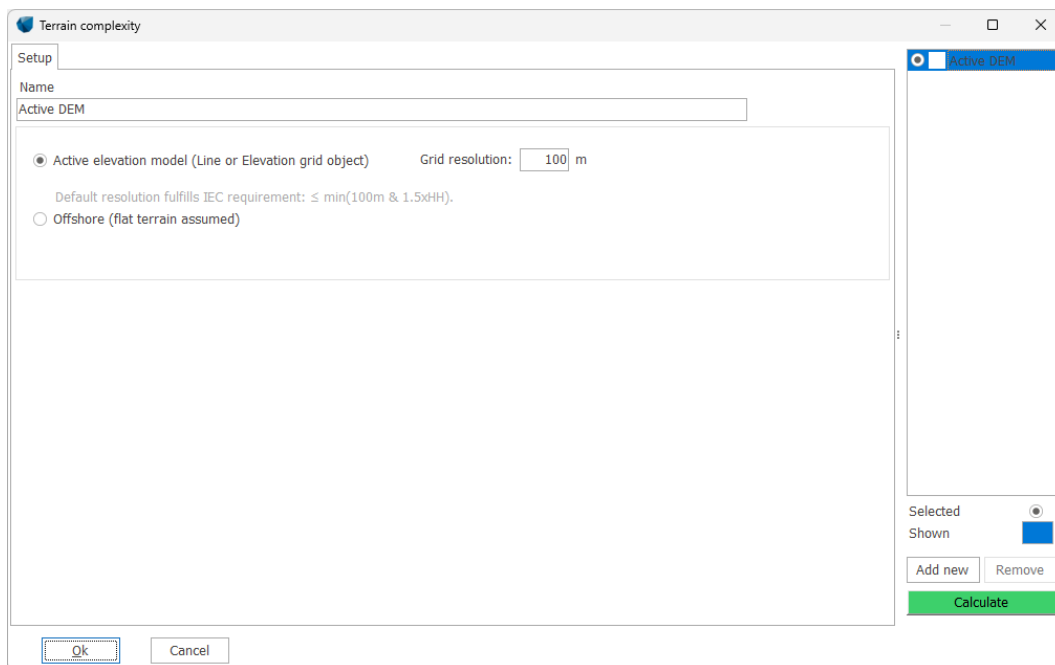 Terrain complexity
Setup
Name
Active DEM
Active elevation model (Line or Elevation grid object) Grid resolution: 100 m
Default resolution fulfills IEC requirement: ≤ min(100m & 1.5xHH).
Offshore (flat terrain assumed)
Active DEM
Selected
Shown
Add new Remove
Calculate
Ok Cancel